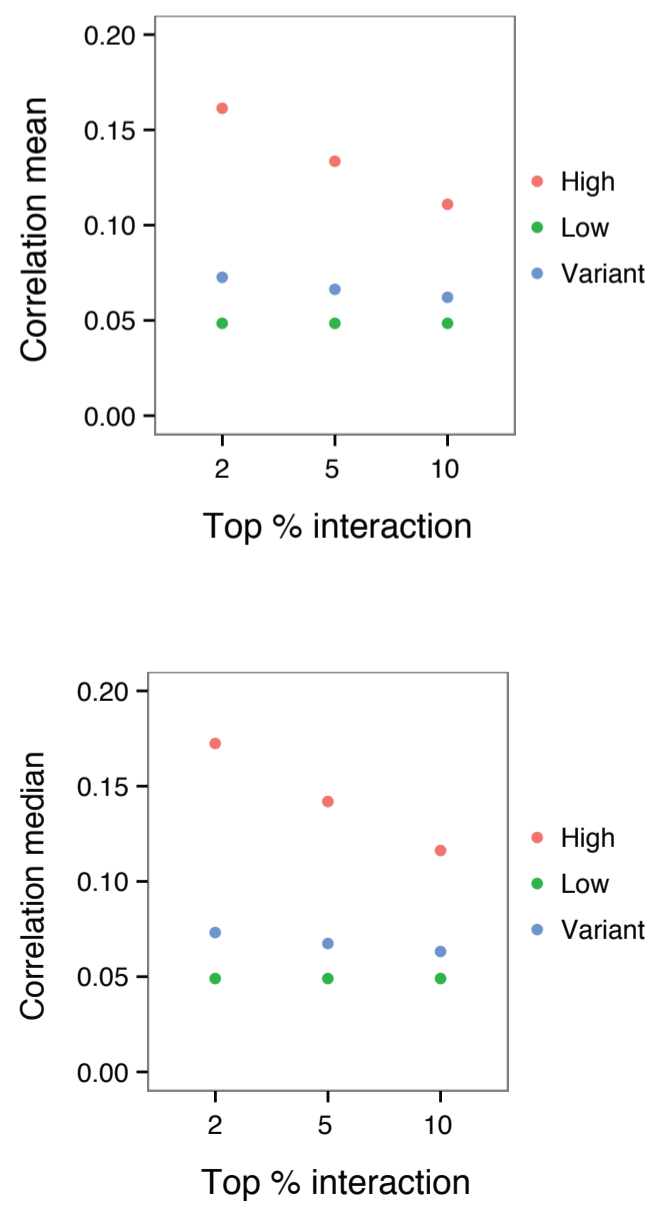 Correlation mean
0.20
0.15
0.10
0.05
0.00
2 5 10
Top % interaction
High
Low
Variant
Correlation median
0.20
0.15
0.10
0.05
0.00
2 5 10
Top % interaction
High
Low
Variant